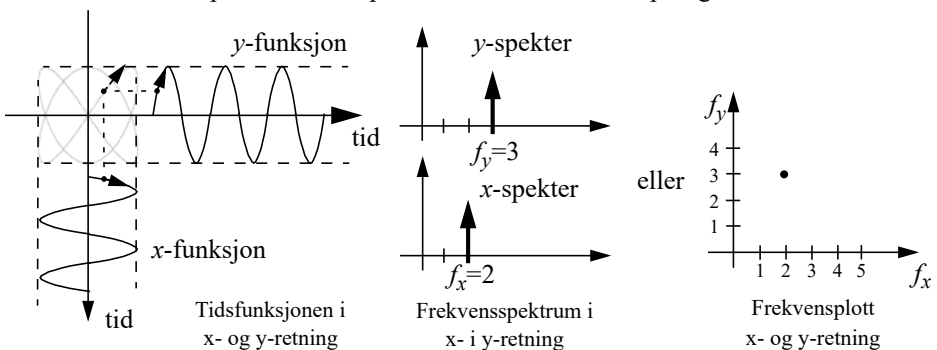 y-funksjon
tid
x-funksjon
tid
Tidsfunksjonen i
x- og y-retning
y-spekter
f_y=3
x-spekter
f_x=2
Frekvensspektrum i
x- i y-retning
eller
f_y
4
3
2
1
1 2 3 4 5
f_x
Frekvensplott
x- og y-retning